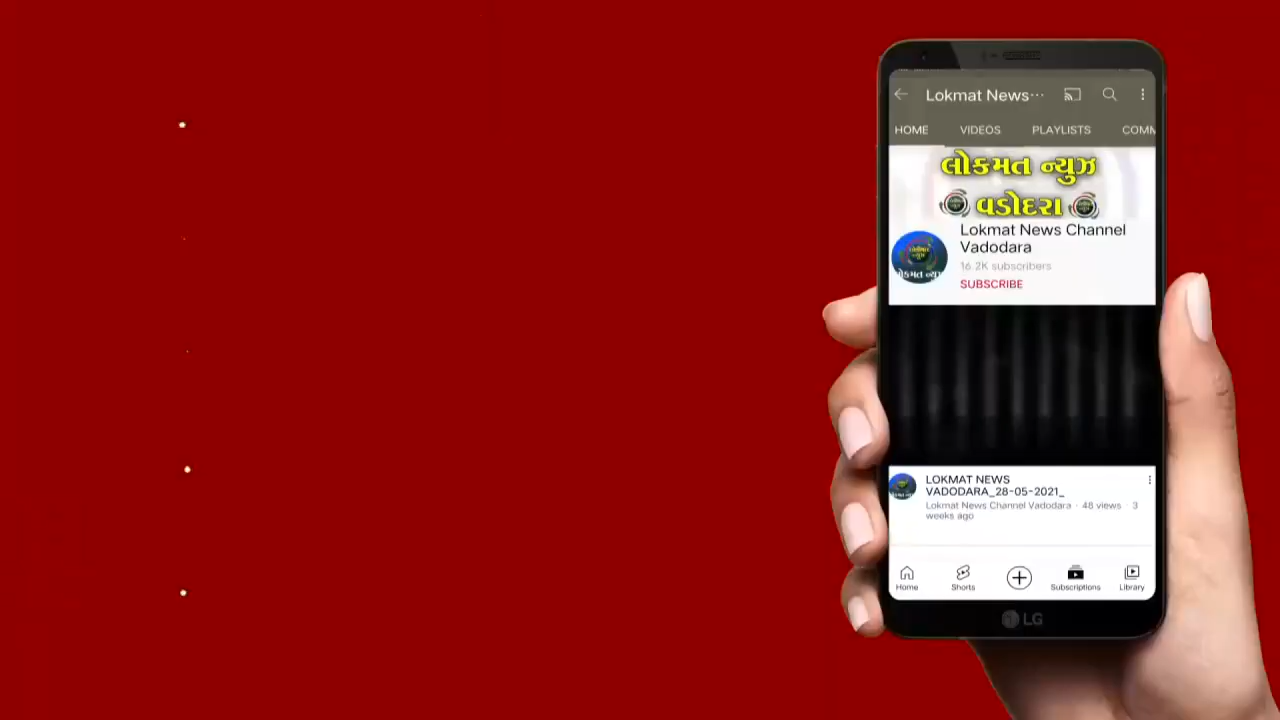 Lokmat News...
HOME VIDEOS PLAYLISTS COMM
લોકમત ન્યુઝ
વડોદરા
Lokmat News Channel
Vadodara
16.2K subscribers
SUBSCRIBE
LOKMAT NEWS
VADODARA_28-05-2021_
Lokmat News Channel Vadodara · 48 views · 3
weeks ago
Home Shorts Subscriptions Library
LG